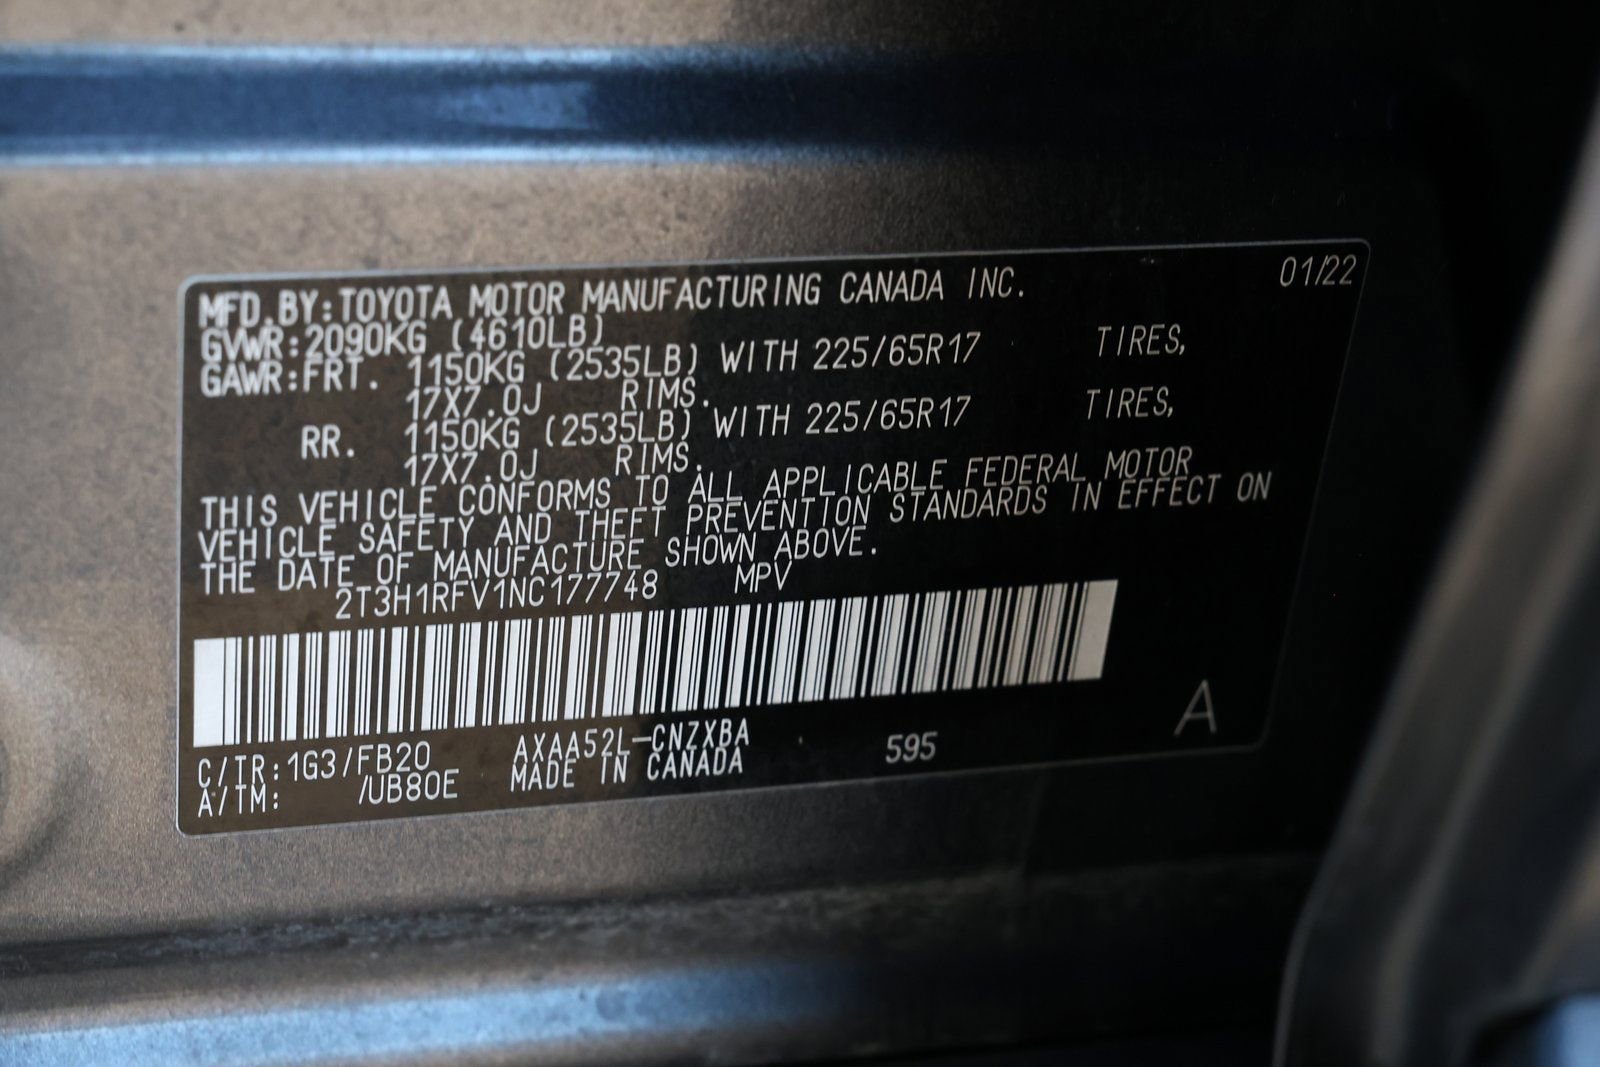 01/22
MFD.BY:TOYOTA MOTOR MANUFACTURING CANADA INC.
GVWR:2090KG (4610LB)
GAWR:FRT. 1150KG (2535LB) WITH 225/65R17 TIRES,
17X7.0J RIMS.
RR. 1150KG (2535LB) WITH 225/65R17 TIRES,
17X7.0J RIMS.
THIS VEHICLE CONFORMS TO ALL APPLICABLE FEDERAL MOTOR
VEHICLE SAFETY AND THEFT PREVENTION STANDARDS IN EFFECT ON
THE DATE OF MANUFACTURE SHOWN ABOVE.
2T3H1RFV1NC177748 MPV
C/TR:1G3/FB20 AXAA52L-CNZXBA 595 A
A/TM: /UB80E MADE IN CANADA